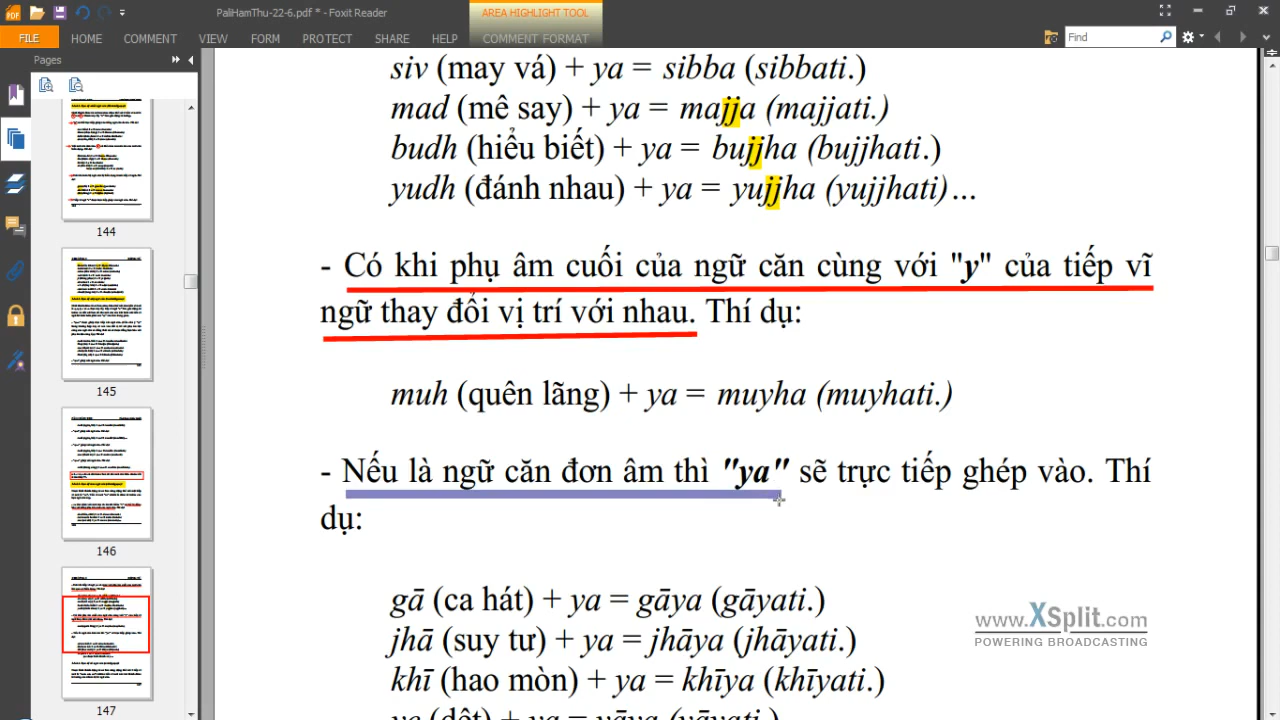 PaliHamThu-22-6.pdf * - Foxit Reader
AREA HIGHLIGHT TOOL
FILE HOME COMMENT VIEW FORM PROTECT SHARE HELP COMMENT FORMAT Find
Pages
144
145
146
147
siv (may vá) + ya = sibba (sibbati.)
mad (mê say) + ya = majja (majjati.)
budh (hiểu biết) + ya = bujjha (bujjhati.)
yudh (đánh nhau) + ya = yujjha (yujjhati)...
- Có khi phụ âm cuối của ngữ căn cùng với "y" của tiếp vĩ
ngữ thay đổi vị trí với nhau. Thí dụ:
muh (quên lãng) + ya = muyha (muyhati.)
- Nếu là ngữ căn đơn âm thì "ya" sẽ trực tiếp ghép vào. Thí
dụ:
gā (ca hát) + ya = gāya (gāyati.)
jhā (suy tư) + ya = jhāya (jhāyati.)
khī (hao mòn) + ya = khīya (khīyati.)
www.XSplit.com
POWERING BROADCASTING